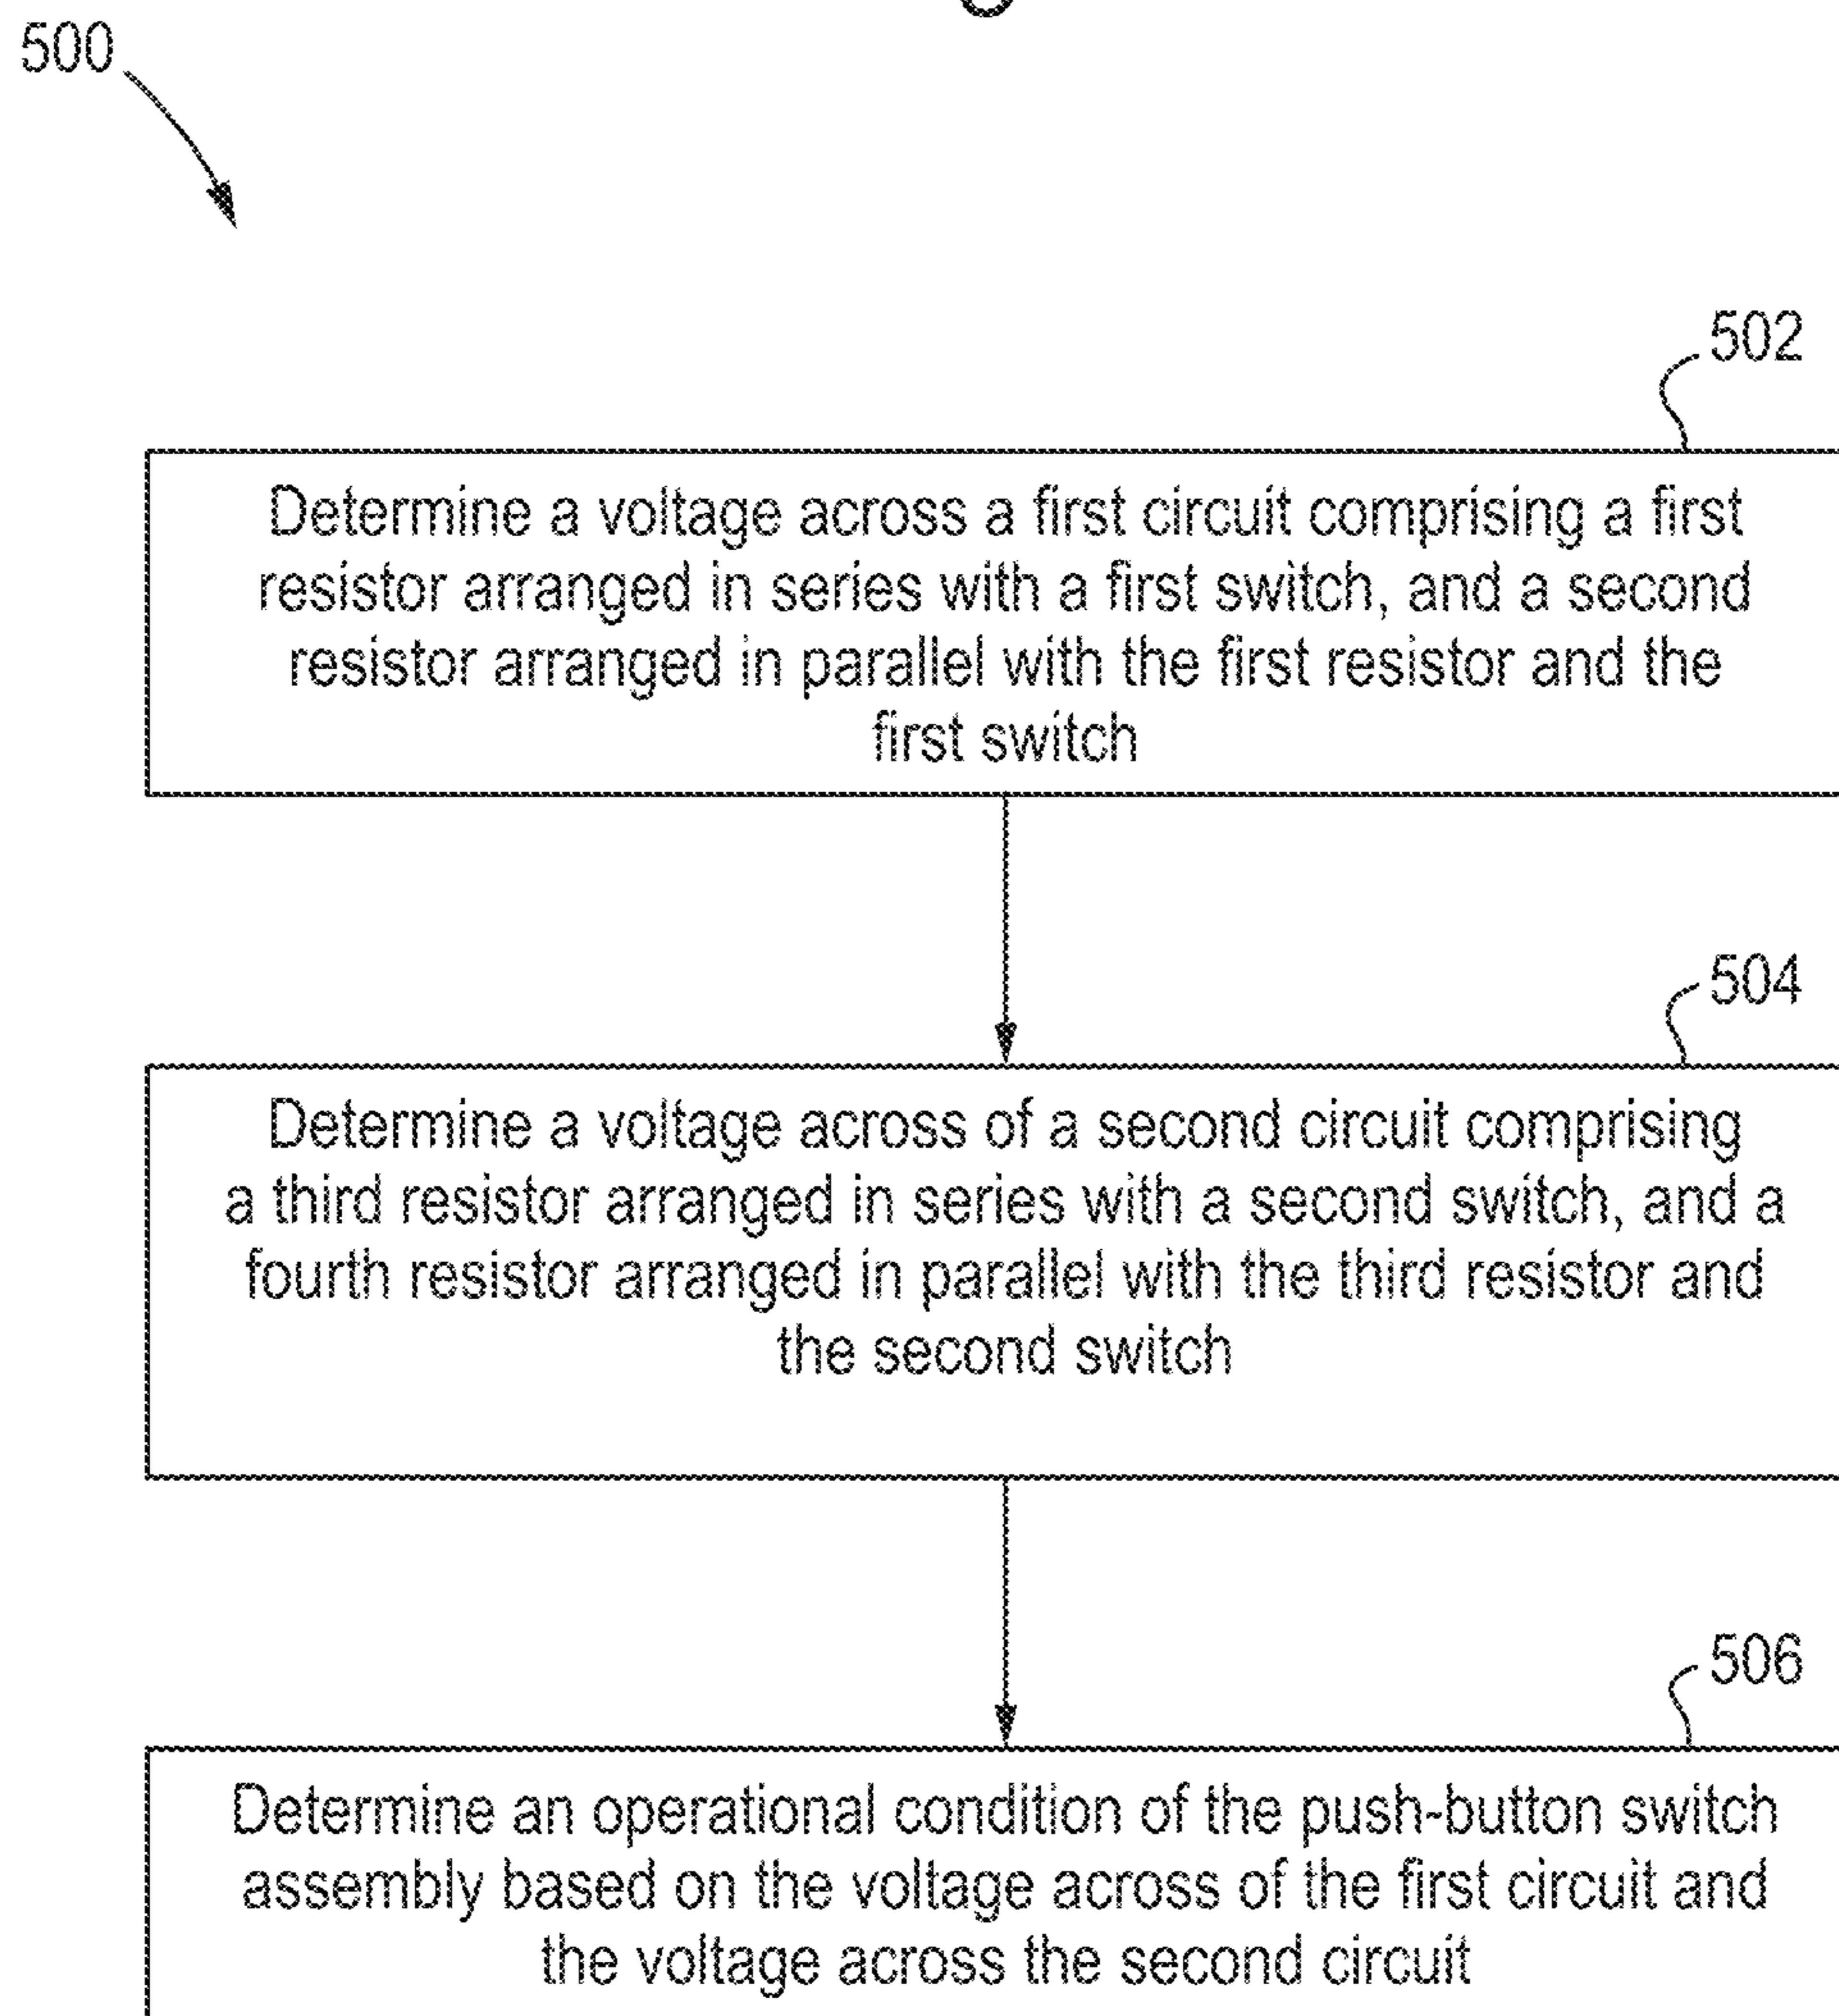 500
502
Determine a voltage across a first circuit comprising a first
resistor arranged in series with a first switch, and a second
resistor arranged in parallel with the first resistor and the
first switch
504
Determine a voltage across of a second circuit comprising
a third resistor arranged in series with a second switch, and a
fourth resistor arranged in parallel with the third resistor and
the second switch
506
Determine an operational condition of the push-button switch
assembly based on the voltage across of the first circuit and
the voltage across the second circuit